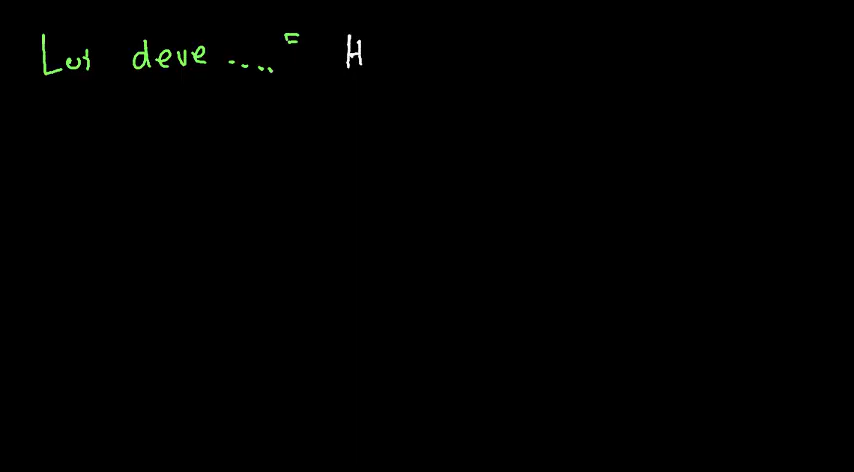 Lui deve .... = H